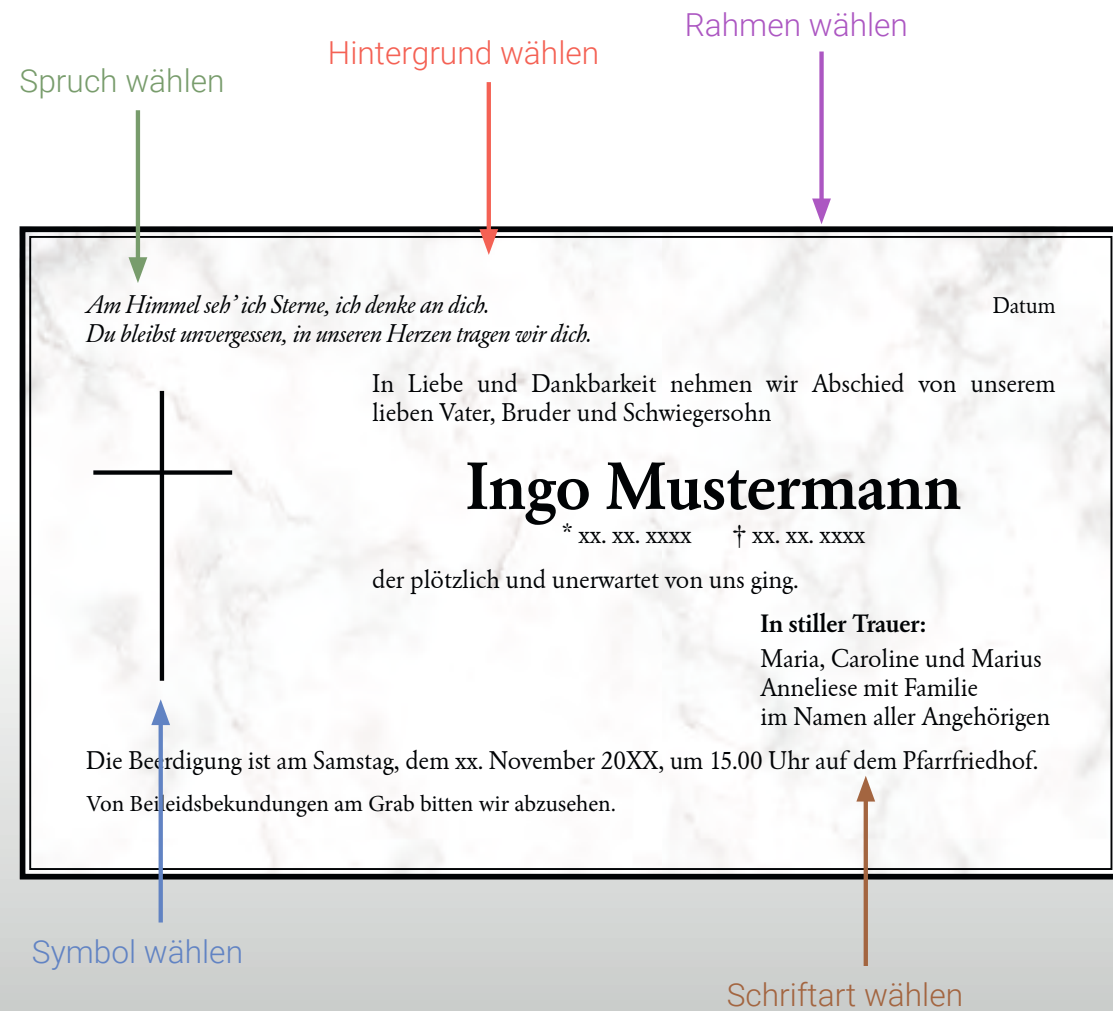 Rahmen wählen
Hintergrund wählen
Spruch wählen
Am Himmel seh’ ich Sterne, ich denke an dich.
Datum
Du bleibst unvergessen, in unseren Herzen tragen wir dich.
In Liebe und Dankbarkeit nehmen wir Abschied von unserem
lieben Vater, Bruder und Schwiegersohn
Ingo Mustermann
* xx. xx. xxxx † xx. xx. xxxx
der plötzlich und unerwartet von uns ging.
In stiller Trauer:
Maria, Caroline und Marius
Anneliese mit Familie
im Namen aller Angehörigen
Die Beerdigung ist am Samstag, dem xx. November 20XX, um 15.00 Uhr auf dem Pfarrfriedhof.
Von Beileidsbekundungen am Grab bitten wir abzusehen.
Symbol wählen
Schriftart wählen